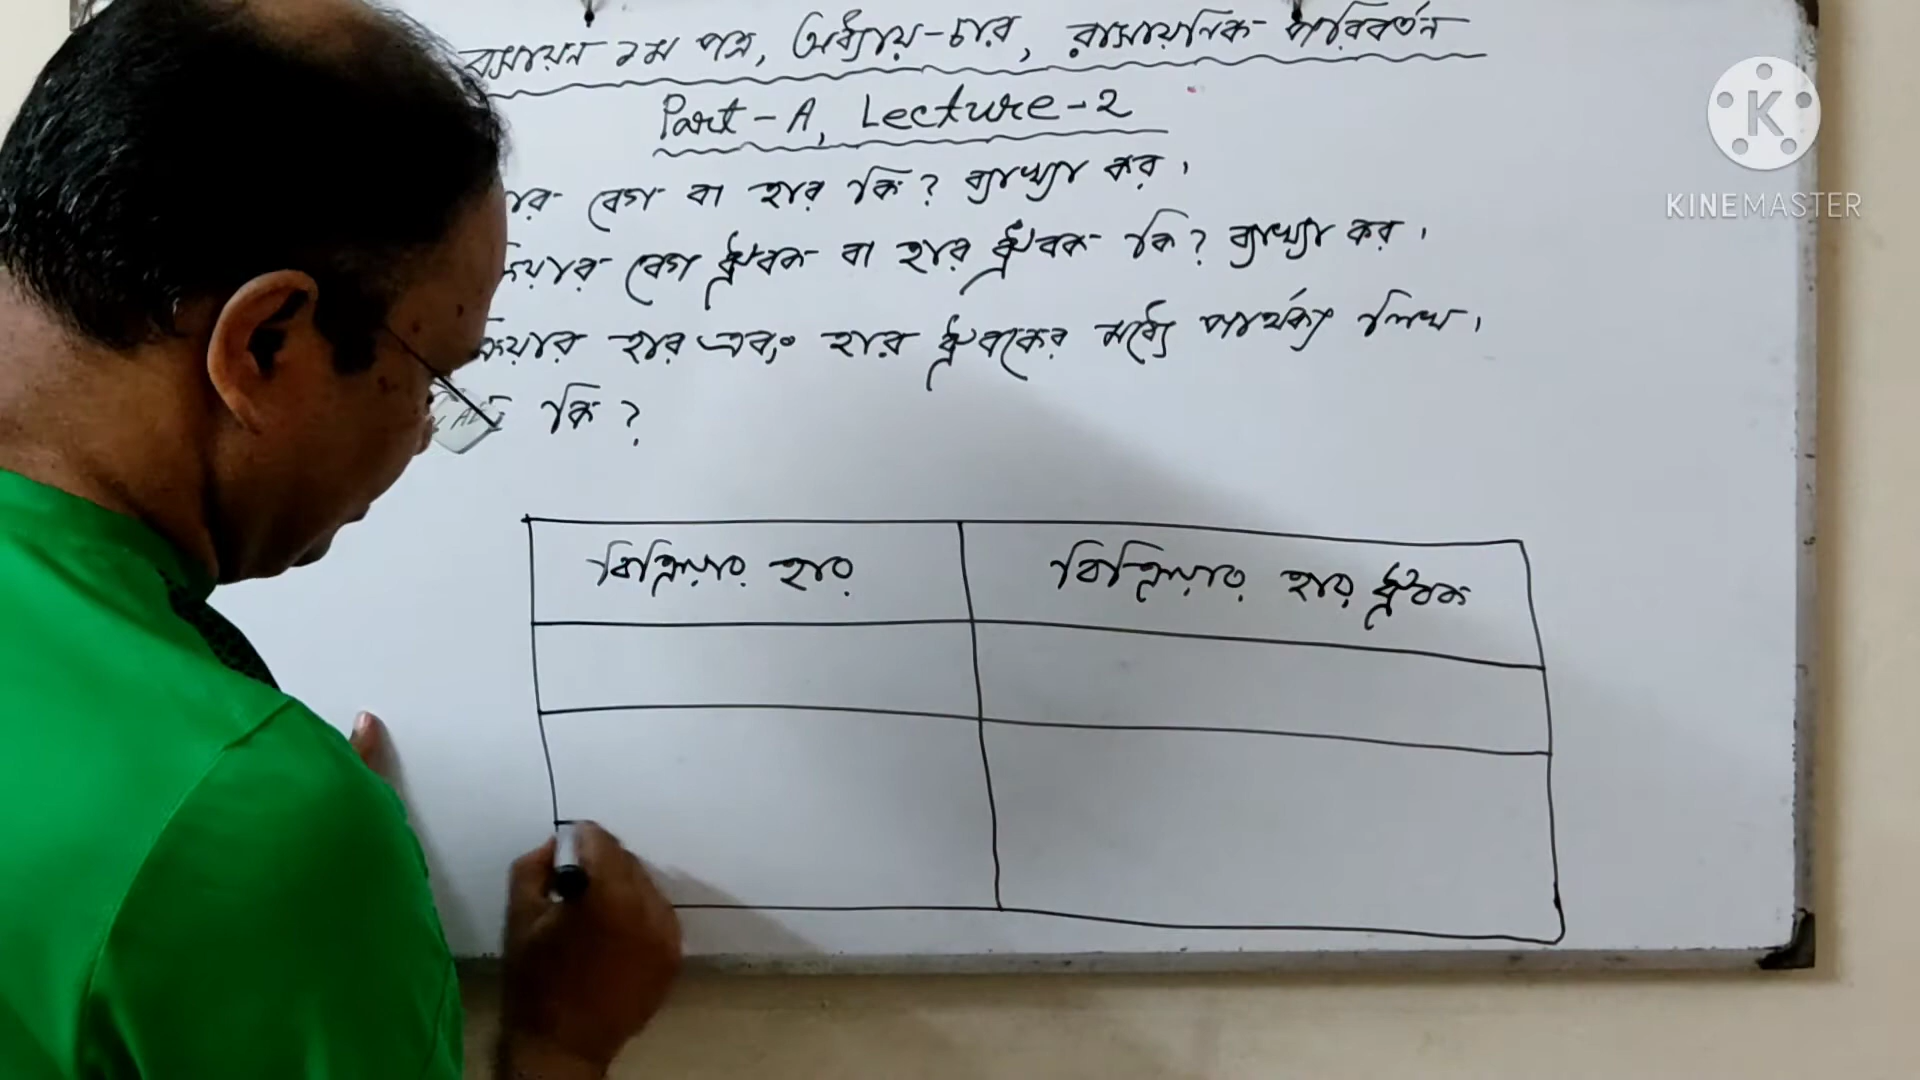 রসায়ন ১ম পত্র, অধ্যায়-চার, রাসায়নিক পরিবর্তন
Part-A, Lecture-2
বেগ বা হার কি? ব্যাখ্যা কর।
বেগ ধ্রুবক বা হার ধ্রুবক কি? ব্যাখ্যা কর।
হার এবং হার ধ্রুবকের মধ্যে পার্থক্য লিখ।
কি?
বিক্রিয়ার হার
বিক্রিয়ার হার ধ্রুবক
K
KINEMASTER